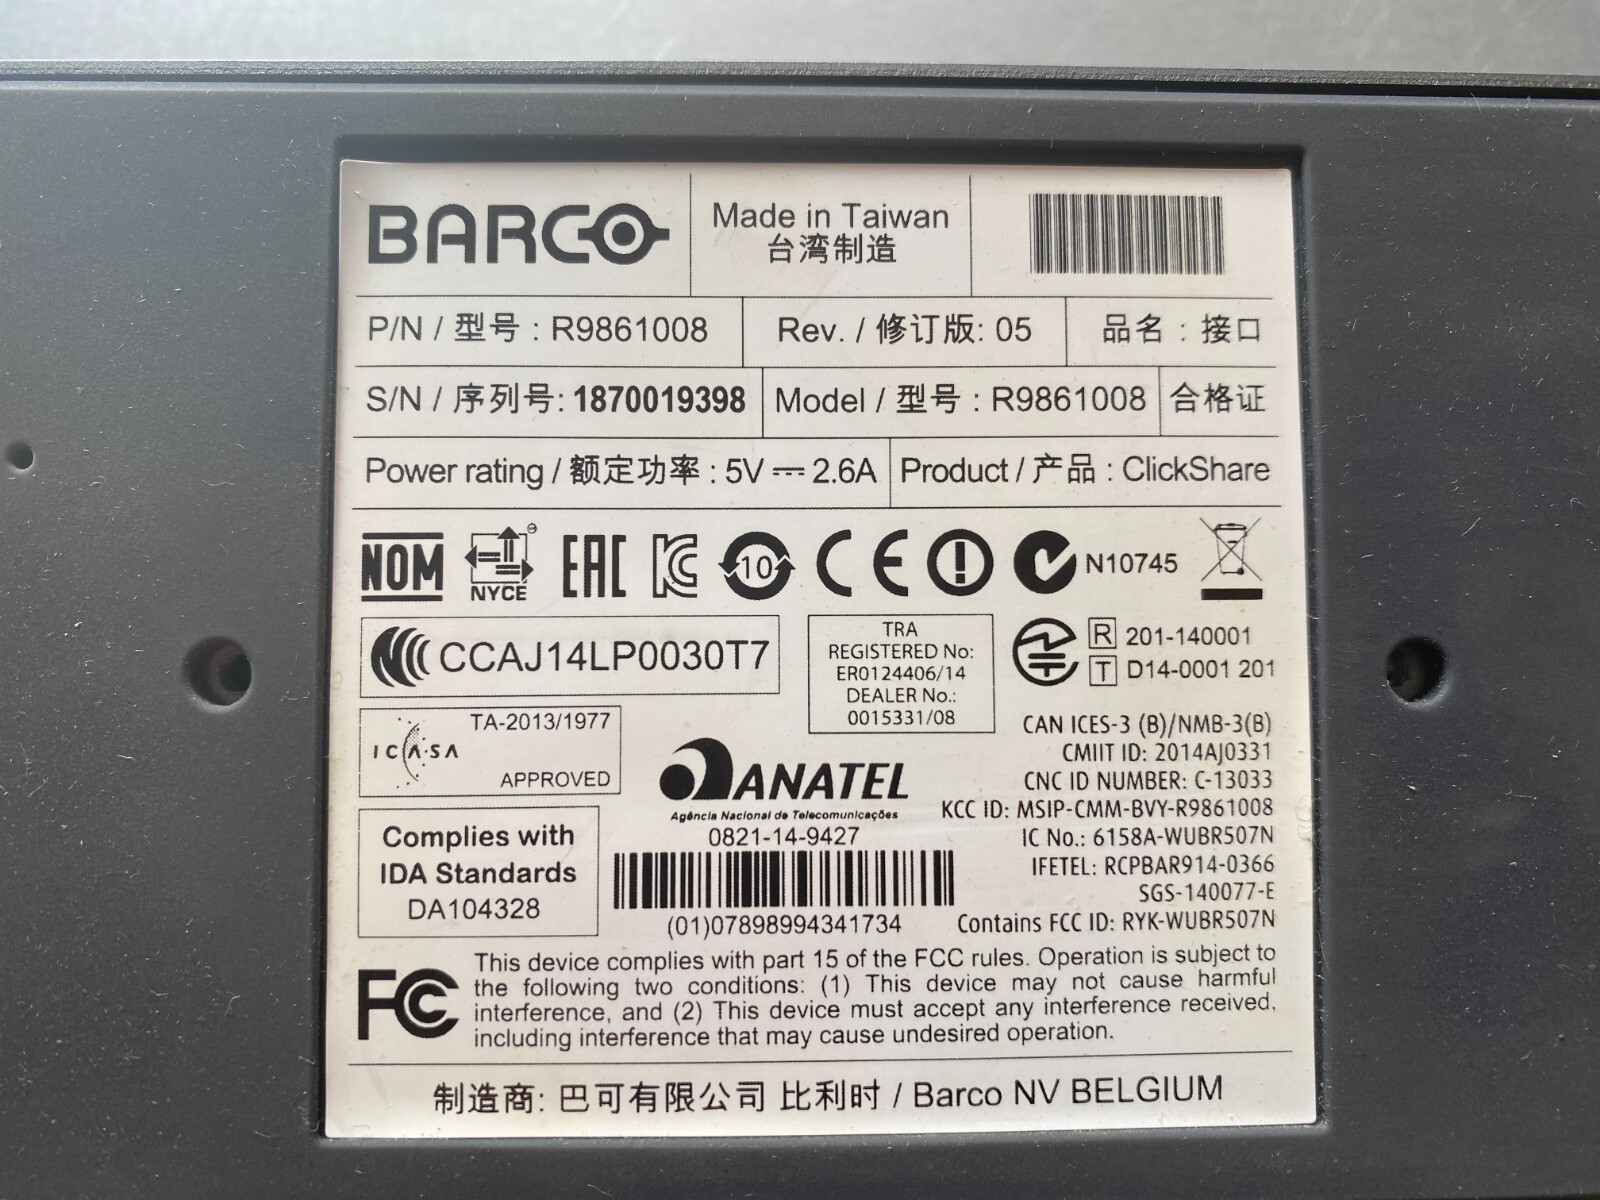 BARCO
Made in Taiwan
台湾制造
P/N / 型号 : R9861008
Rev. / 修订版: 05
品名 : 接口
S/N / 序列号: 1870019398
Model / 型号 : R9861008
合格证
Power rating / 额定功率 : 5V ⎓ 2.6A
Product / 产品 : ClickShare
NOM
NYCE
EAC
KC
10
CE
N10745
CCAJ14LP0030T7
TRA
REGISTERED No:
ER0124406/14
DEALER No.:
0015331/08
R 201-140001
T D14-0001 201
TA-2013/1977
ICASA
APPROVED
ANATEL
Agência Nacional de Telecomunicações
0821-14-9427
(01)07898994341734
CAN ICES-3 (B)/NMB-3(B)
CMIIT ID: 2014AJ0331
CNC ID NUMBER: C-13033
KCC ID: MSIP-CMM-BVY-R9861008
IC No.: 6158A-WUBR507N
IFETEL: RCPBAR914-0366
SGS-140077-E
Contains FCC ID: RYK-WUBR507N
Complies with
IDA Standards
DA104328
FC
This device complies with part 15 of the FCC rules. Operation is subject to
the following two conditions: (1) This device may not cause harmful
interference, and (2) This device must accept any interference received,
including interference that may cause undesired operation.
制造商: 巴可有限公司 比利时 / Barco NV BELGIUM